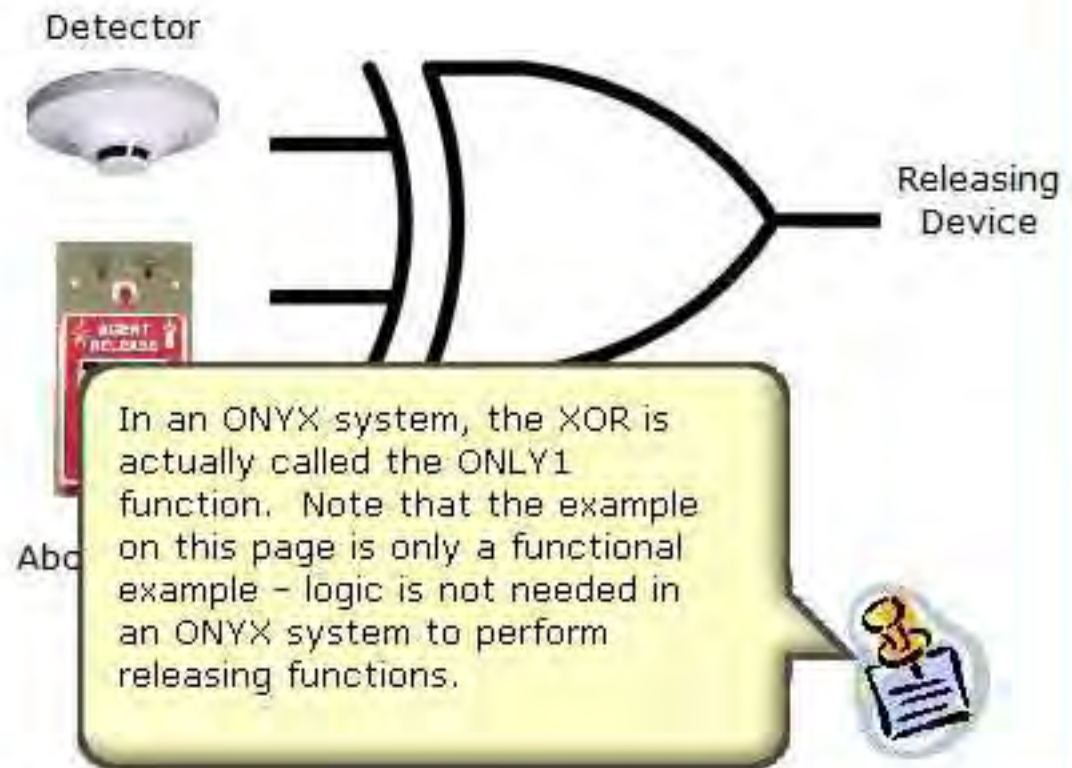 Detector
Releasing
Device
AGENT
RELEASE
In an ONYX system, the XOR is
actually called the ONLY1
function.  Note that the example
on this page is only a functional
example – logic is not needed in
an ONYX system to perform
releasing functions.